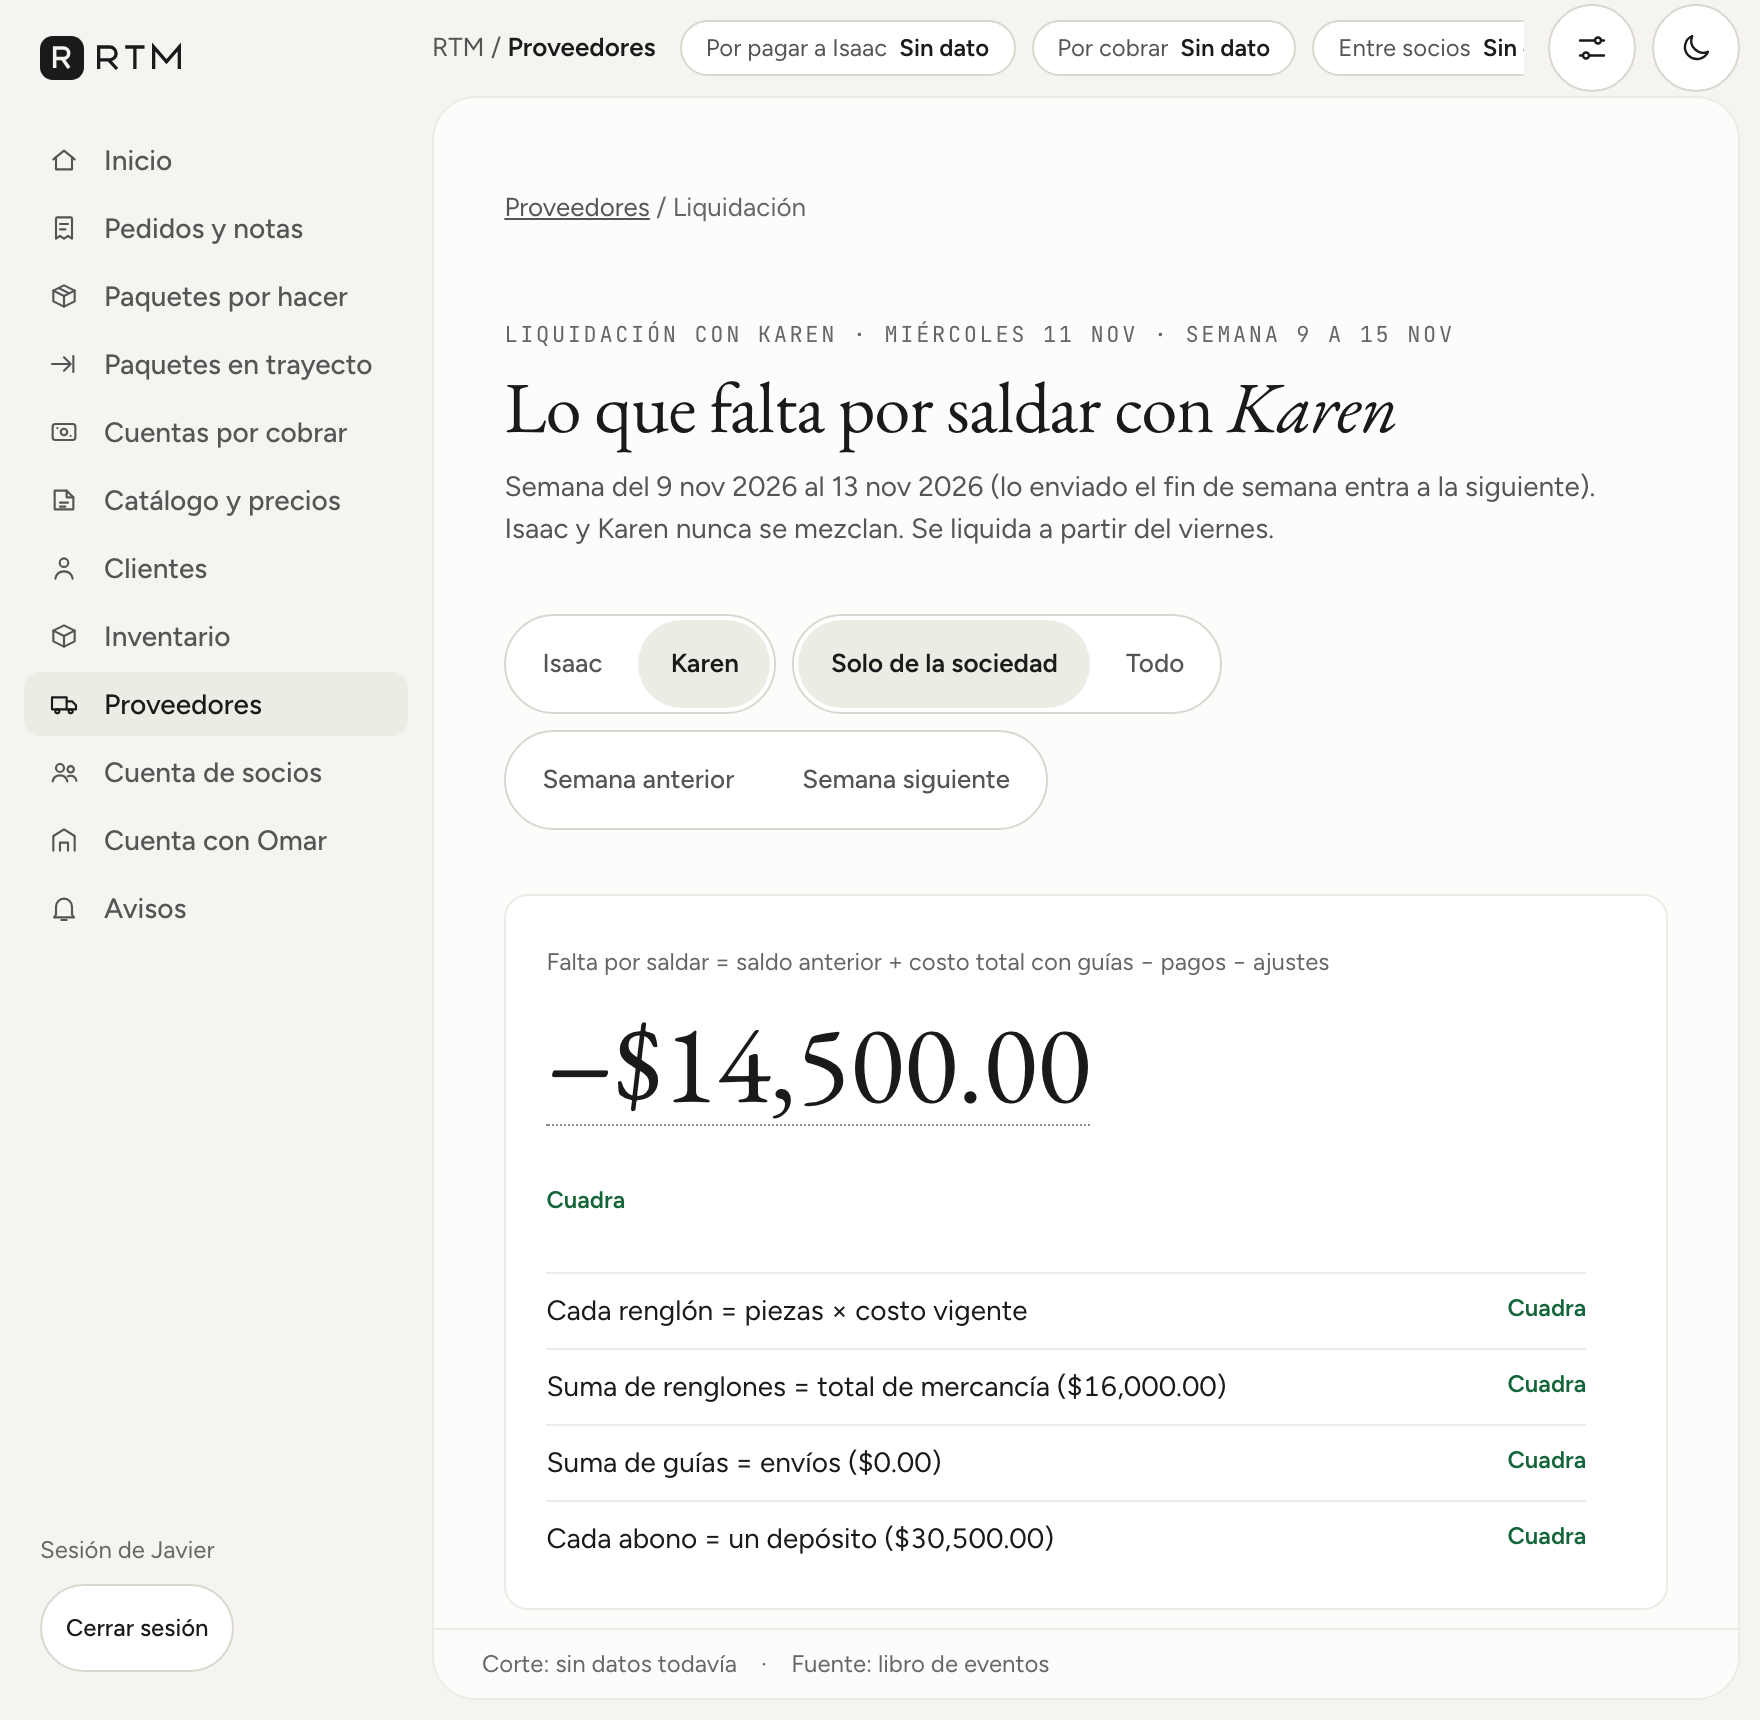 R RTM
RTM / Proveedores
Por pagar a Isaac Sin dato
Por cobrar Sin dato
Entre socios Sin
Inicio
Pedidos y notas
Paquetes por hacer
Paquetes en trayecto
Cuentas por cobrar
Catálogo y precios
Clientes
Inventario
Proveedores
Cuenta de socios
Cuenta con Omar
Avisos
Sesión de Javier
Cerrar sesión
Proveedores / Liquidación
LIQUIDACIÓN CON KAREN · MIÉRCOLES 11 NOV · SEMANA 9 A 15 NOV
Lo que falta por saldar con Karen
Semana del 9 nov 2026 al 13 nov 2026 (lo enviado el fin de semana entra a la siguiente).
Isaac y Karen nunca se mezclan. Se liquida a partir del viernes.
Isaac Karen
Solo de la sociedad Todo
Semana anterior Semana siguiente
Falta por saldar = saldo anterior + costo total con guías − pagos − ajustes
−$14,500.00
Cuadra
Cada renglón = piezas × costo vigente Cuadra
Suma de renglones = total de mercancía ($16,000.00) Cuadra
Suma de guías = envíos ($0.00) Cuadra
Cada abono = un depósito ($30,500.00) Cuadra
Corte: sin datos todavía · Fuente: libro de eventos